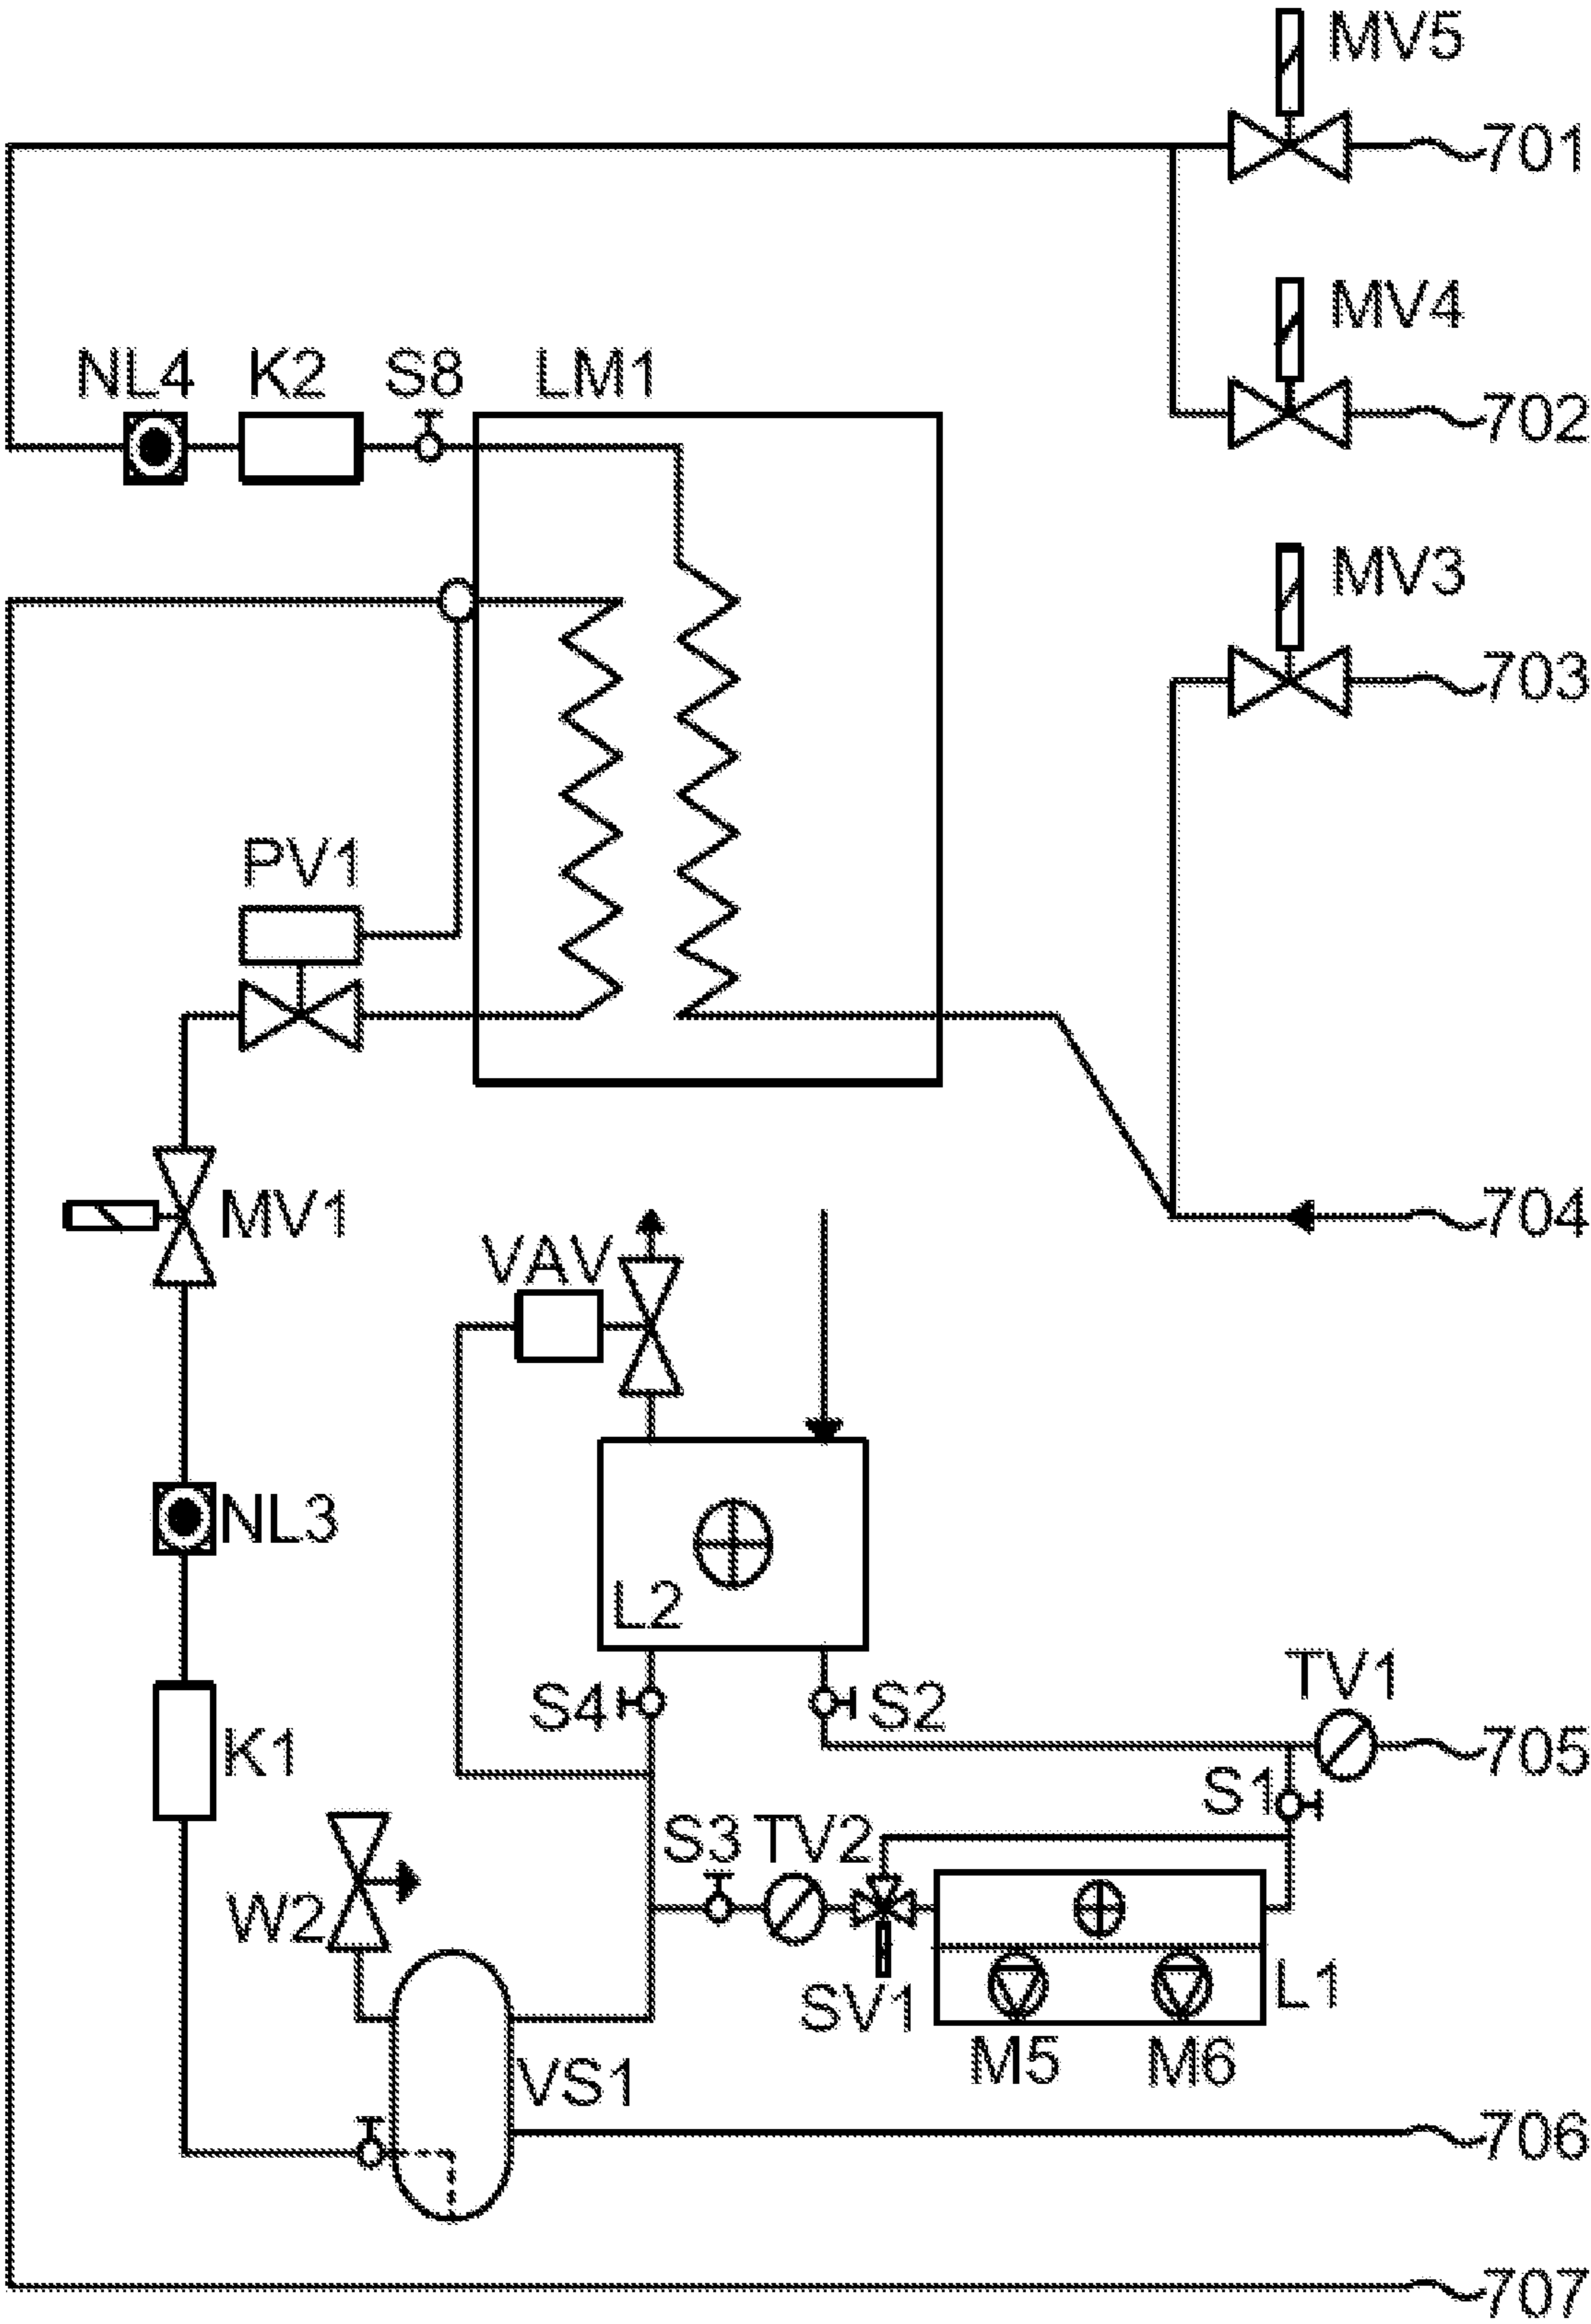 MV5
701
MV4
NL4 K2 S8 LM1
702
MV3
703
PV1
MV1
704
VAV
NL3
L2
TV1
S4 S2
K1
705
S1
S3 TV2
W2
L1
SV1
M5 M6
VS1
706
707